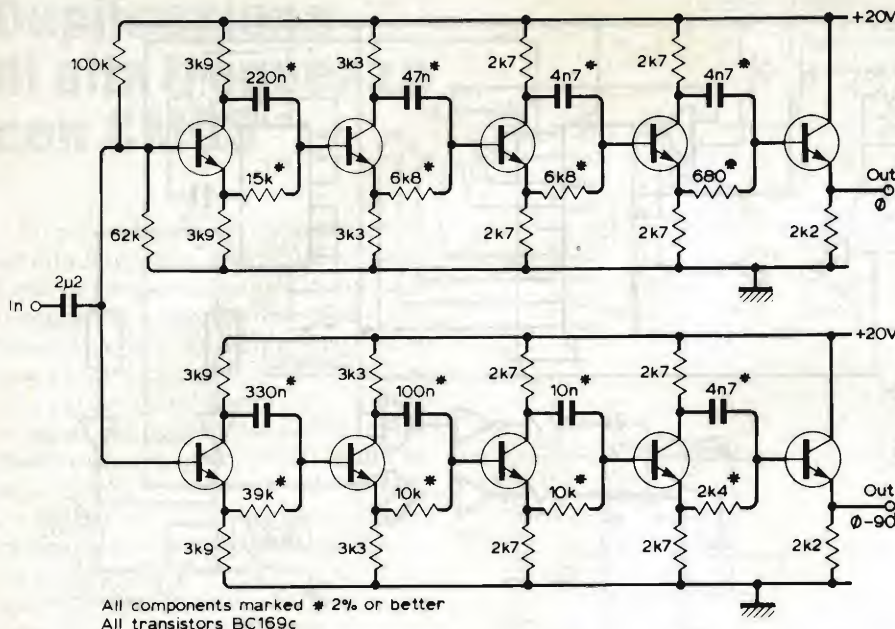 +20V
100k
3k9
220n*
3k3
47n*
2k7
4n7*
2k7
4n7*
15k*
6k8*
6k8*
680*
Out
Ø
62k
3k9
3k3
2k7
2k7
2k2
2µ2
In
+20V
3k9
330n*
3k3
100n*
2k7
10n*
2k7
4n7*
39k*
10k*
10k*
2k4*
Out
Ø-90
3k9
3k3
2k7
2k7
2k2
All components marked * 2% or better
All transistors BC169c